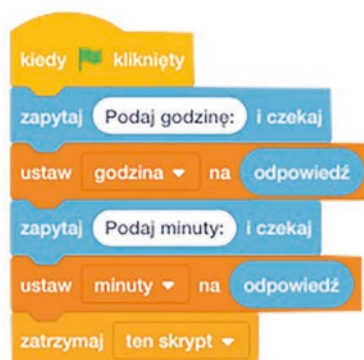 kiedy kliknięty
zapytaj Podaj godzinę: i czekaj
ustaw godzina na odpowiedź
zapytaj Podaj minuty: i czekaj
ustaw minuty na odpowiedź
zatrzymaj ten skrypt